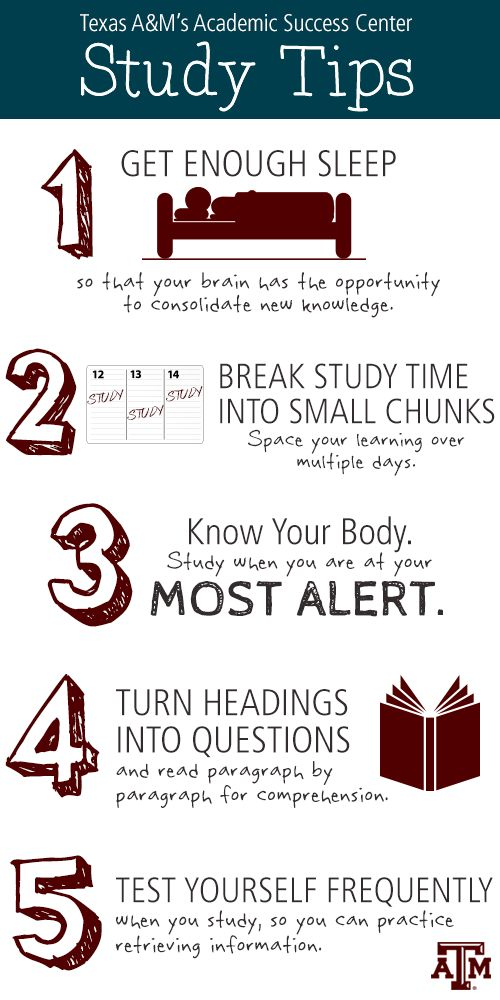 Texas A&M's Academic Success Center
Study Tips
1
GET ENOUGH SLEEP
so that your brain has the opportunity
to consolidate new knowledge.
2
12 13 14
STUDY STUDY STUDY
BREAK STUDY TIME
INTO SMALL CHUNKS
Space your learning over
multiple days.
3
Know Your Body.
Study when you are at your
MOST ALERT.
4
TURN HEADINGS
INTO QUESTIONS
and read paragraph by
paragraph for comprehension.
5
TEST YOURSELF FREQUENTLY
when you study, so you can practice
retrieving information.
ATM